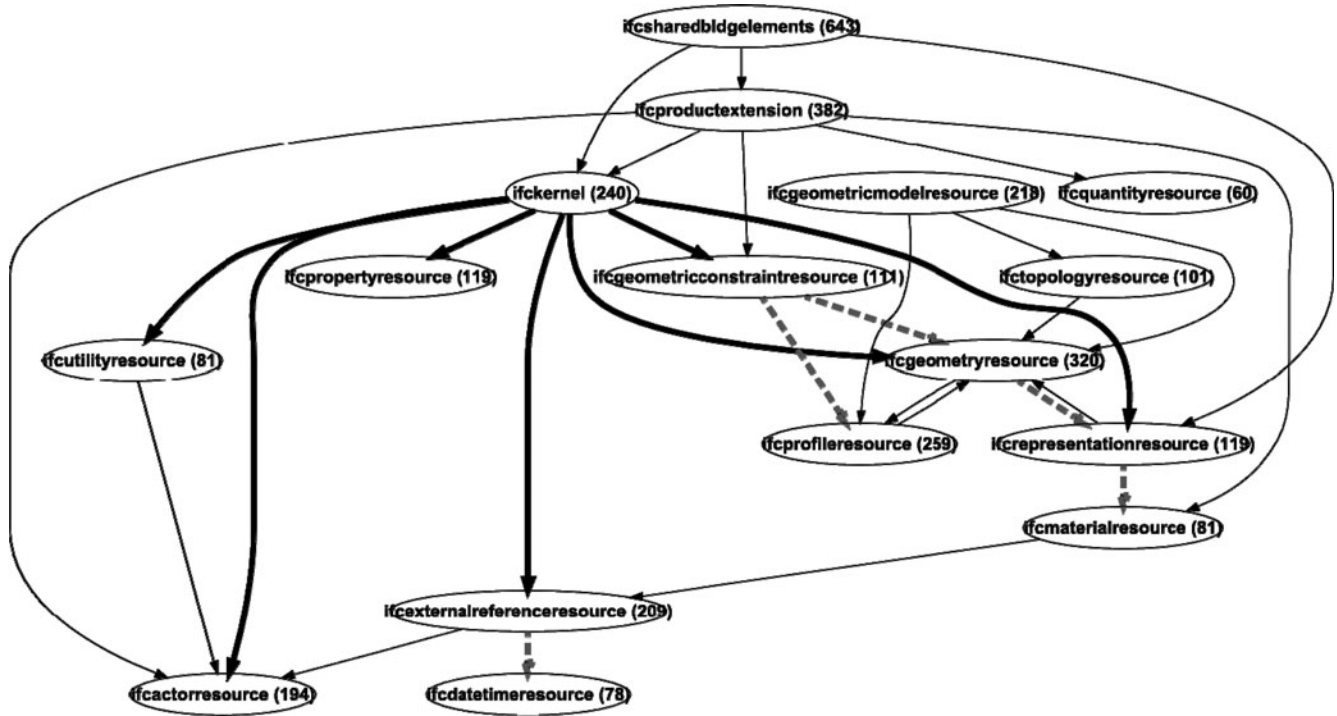 ifcsharedbldgelements (643)
ifcproductextension (382)
ifckernel (240)
ifcgeometricmodelresource (218)
ifcquantityresource (60)
ifcpropertyresource (119)
ifcgeometricconstraintresource (111)
ifctopologyresource (101)
ifcutilityresource (81)
ifcgeometryresource (320)
ifcprofileresource (259)
ifcrepresentationresource (119)
ifcmaterialresource (81)
ifcexternalreferenceresource (209)
ifcactorresource (194)
ifcdatetimeresource (78)